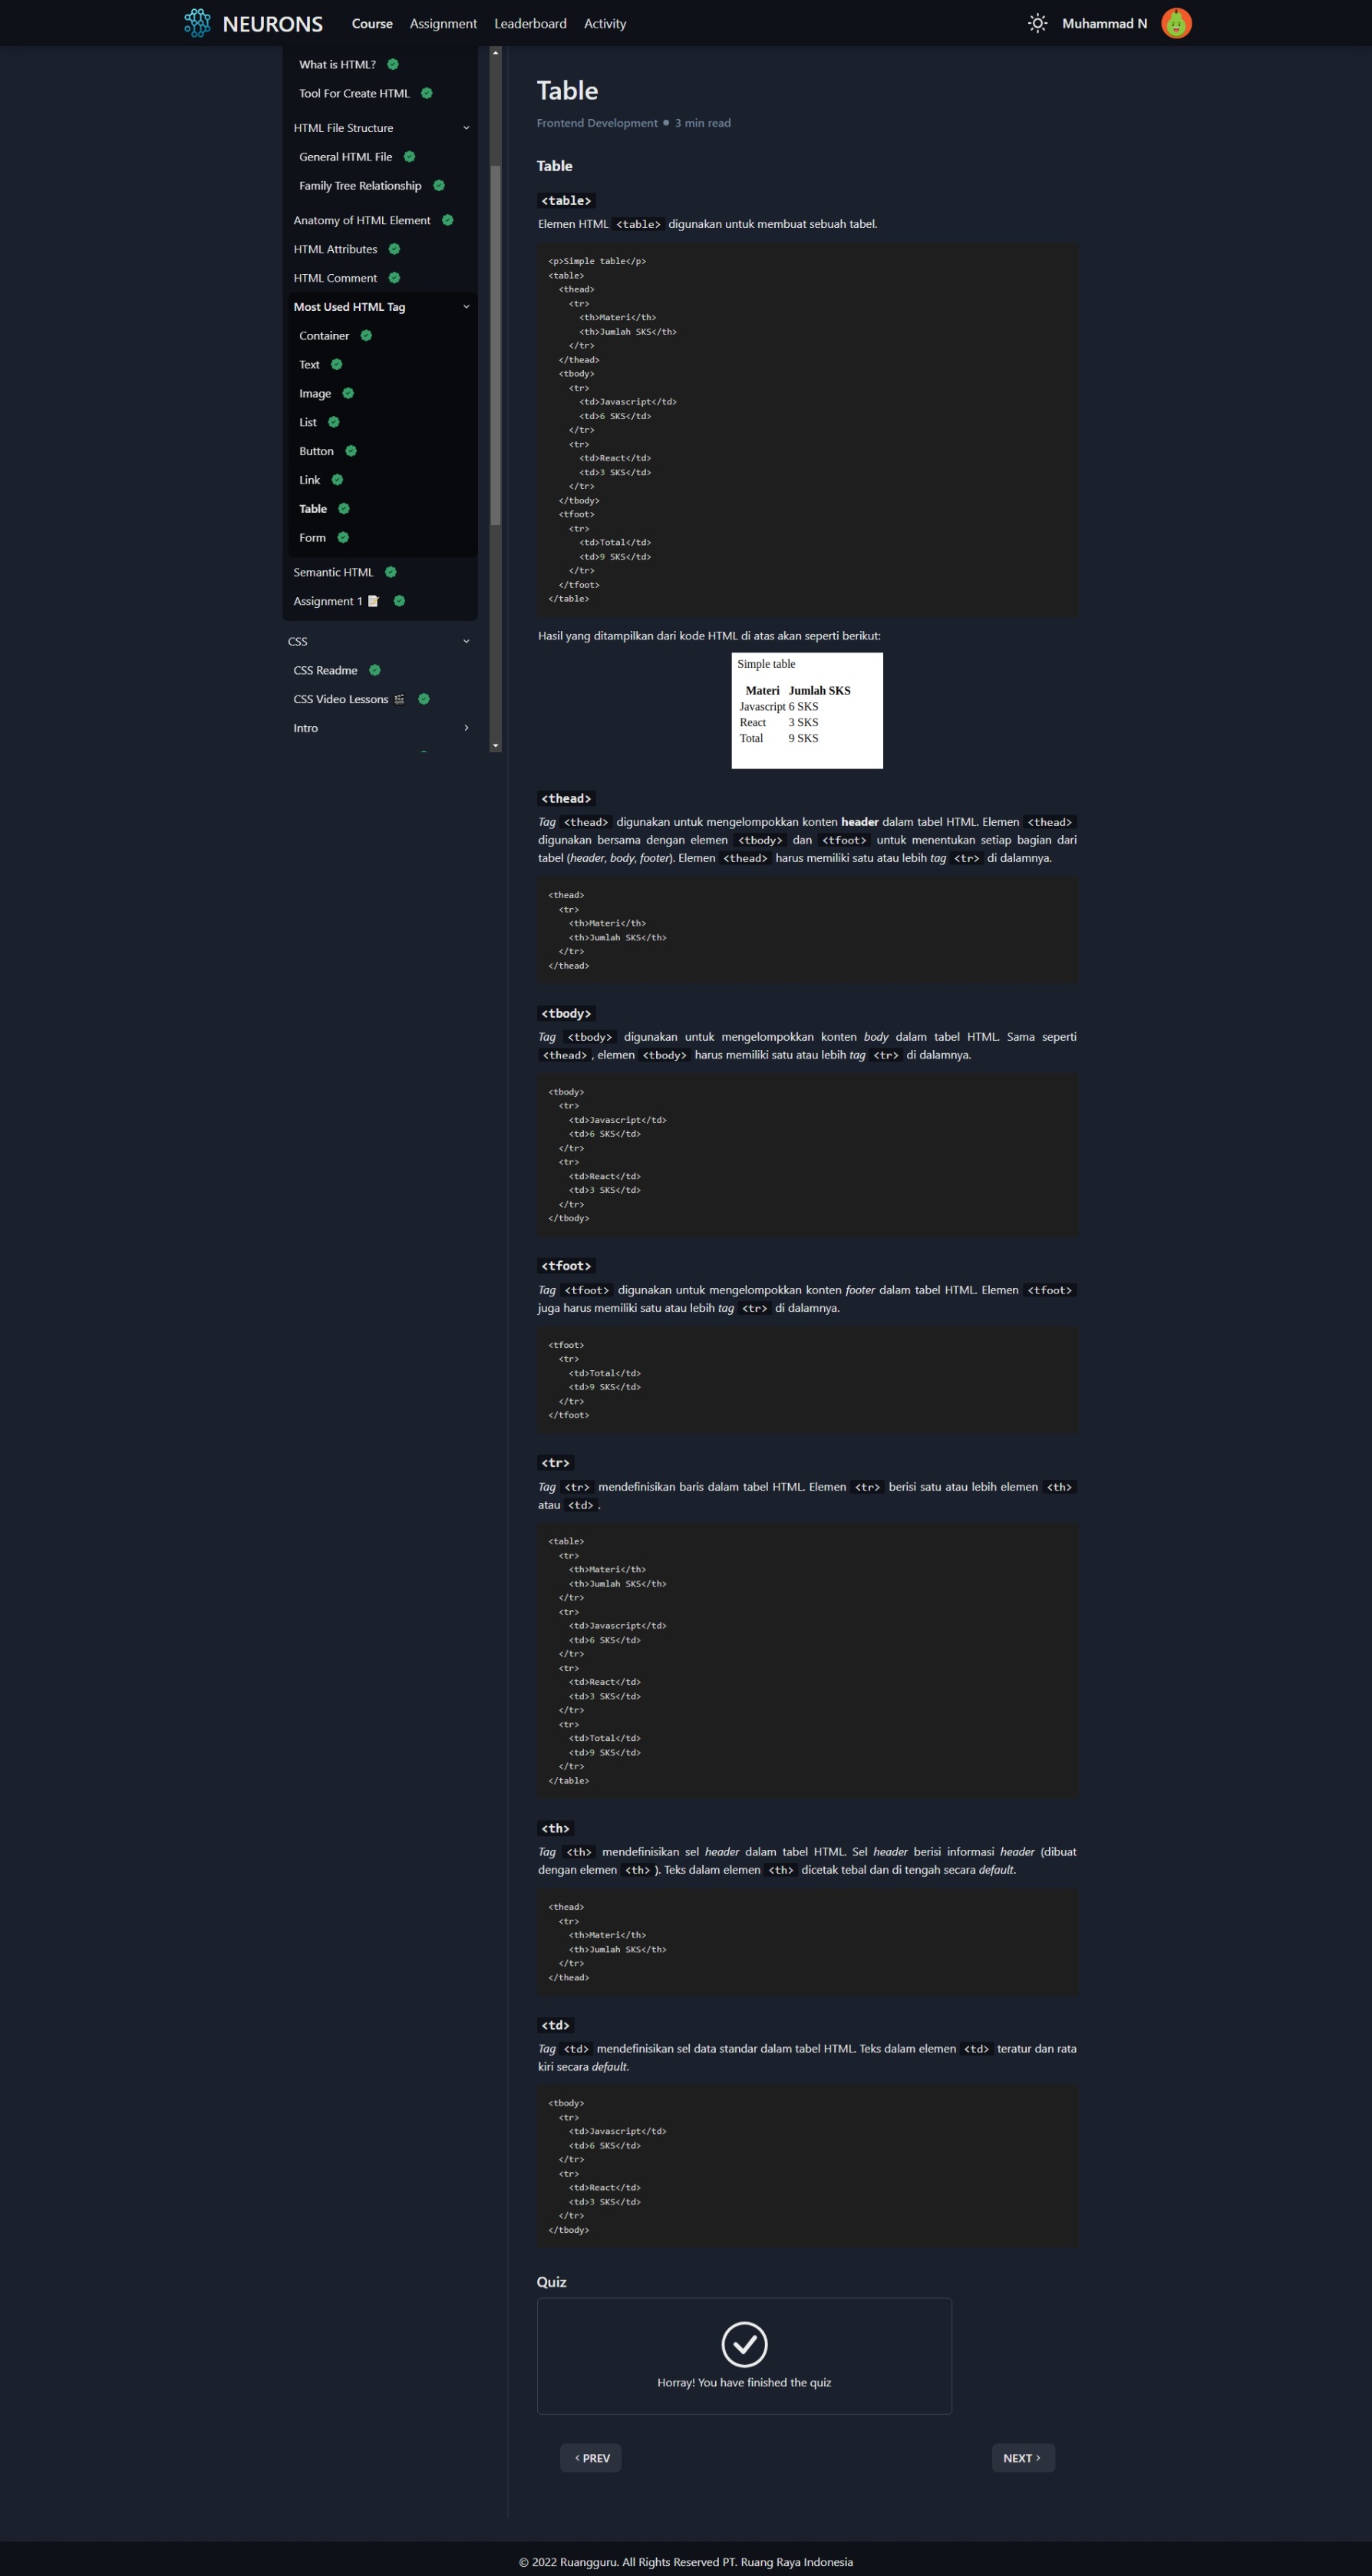 NEURONS
Course Assignment Leaderboard Activity
Muhammad N
What is HTML?
Tool For Create HTML
HTML File Structure
General HTML File
Family Tree Relationship
Anatomy of HTML Element
HTML Attributes
HTML Comment
Most Used HTML Tag
Container
Text
Image
List
Button
Link
Table
Form
Semantic HTML
Assignment 1
CSS
CSS Readme
CSS Video Lessons
Intro
Table
Frontend Development ● 3 min read
Table
<table>
Elemen HTML <table> digunakan untuk membuat sebuah tabel.
<p>Simple table</p>
<table>
<thead>
<tr>
<th>Materi</th>
<th>Jumlah SKS</th>
</tr>
</thead>
<tbody>
<tr>
<td>Javascript</td>
<td>6 SKS</td>
</tr>
<tr>
<td>React</td>
<td>3 SKS</td>
</tr>
</tbody>
<tfoot>
<tr>
<td>Total</td>
<td>9 SKS</td>
</tr>
</tfoot>
</table>
Hasil yang ditampilkan dari kode HTML di atas akan seperti berikut:
Simple table
Materi Jumlah SKS
Javascript 6 SKS
React 3 SKS
Total 9 SKS
<thead>
Tag <thead> digunakan untuk mengelompokkan konten header dalam tabel HTML. Elemen <thead>
digunakan bersama dengan elemen <tbody> dan <tfoot> untuk menentukan setiap bagian dari
tabel (header, body, footer). Elemen <thead> harus memiliki satu atau lebih tag <tr> di dalamnya.
<thead>
<tr>
<th>Materi</th>
<th>Jumlah SKS</th>
</tr>
</thead>
<tbody>
Tag <tbody> digunakan untuk mengelompokkan konten body dalam tabel HTML. Sama seperti
<thead>, elemen <tbody> harus memiliki satu atau lebih tag <tr> di dalamnya.
<tbody>
<tr>
<td>Javascript</td>
<td>6 SKS</td>
</tr>
<tr>
<td>React</td>
<td>3 SKS</td>
</tr>
</tbody>
<tfoot>
Tag <tfoot> digunakan untuk mengelompokkan konten footer dalam tabel HTML. Elemen <tfoot>
juga harus memiliki satu atau lebih tag <tr> di dalamnya.
<tfoot>
<tr>
<td>Total</td>
<td>9 SKS</td>
</tr>
</tfoot>
<tr>
Tag <tr> mendefinisikan baris dalam tabel HTML. Elemen <tr> berisi satu atau lebih elemen <th>
atau <td>.
<table>
<tr>
<th>Materi</th>
<th>Jumlah SKS</th>
</tr>
<tr>
<td>Javascript</td>
<td>6 SKS</td>
</tr>
<tr>
<td>React</td>
<td>3 SKS</td>
</tr>
<tr>
<td>Total</td>
<td>9 SKS</td>
</tr>
</table>
<th>
Tag <th> mendefinisikan sel header dalam tabel HTML. Sel header berisi informasi header (dibuat
dengan elemen <th>). Teks dalam elemen <th> dicetak tebal dan di tengah secara default.
<thead>
<tr>
<th>Materi</th>
<th>Jumlah SKS</th>
</tr>
</thead>
<td>
Tag <td> mendefinisikan sel data standar dalam tabel HTML. Teks dalam elemen <td> teratur dan rata
kiri secara default.
<tbody>
<tr>
<td>Javascript</td>
<td>6 SKS</td>
</tr>
<tr>
<td>React</td>
<td>3 SKS</td>
</tr>
</tbody>
Quiz
Horray! You have finished the quiz
‹ PREV
NEXT ›
© 2022 Ruangguru. All Rights Reserved PT. Ruang Raya Indonesia